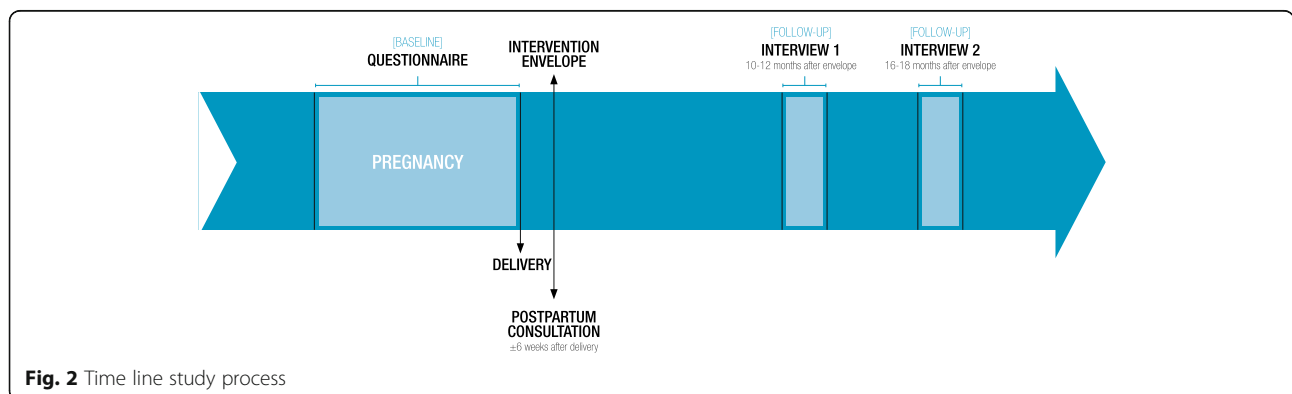 [BASELINE]
QUESTIONNAIRE
INTERVENTION
ENVELOPE
[FOLLOW-UP]
INTERVIEW 1
10-12 months after envelope
[FOLLOW-UP]
INTERVIEW 2
16-18 months after envelope
PREGNANCY
DELIVERY
POSTPARTUM
CONSULTATION
±6 weeks after delivery
Fig. 2 Time line study process